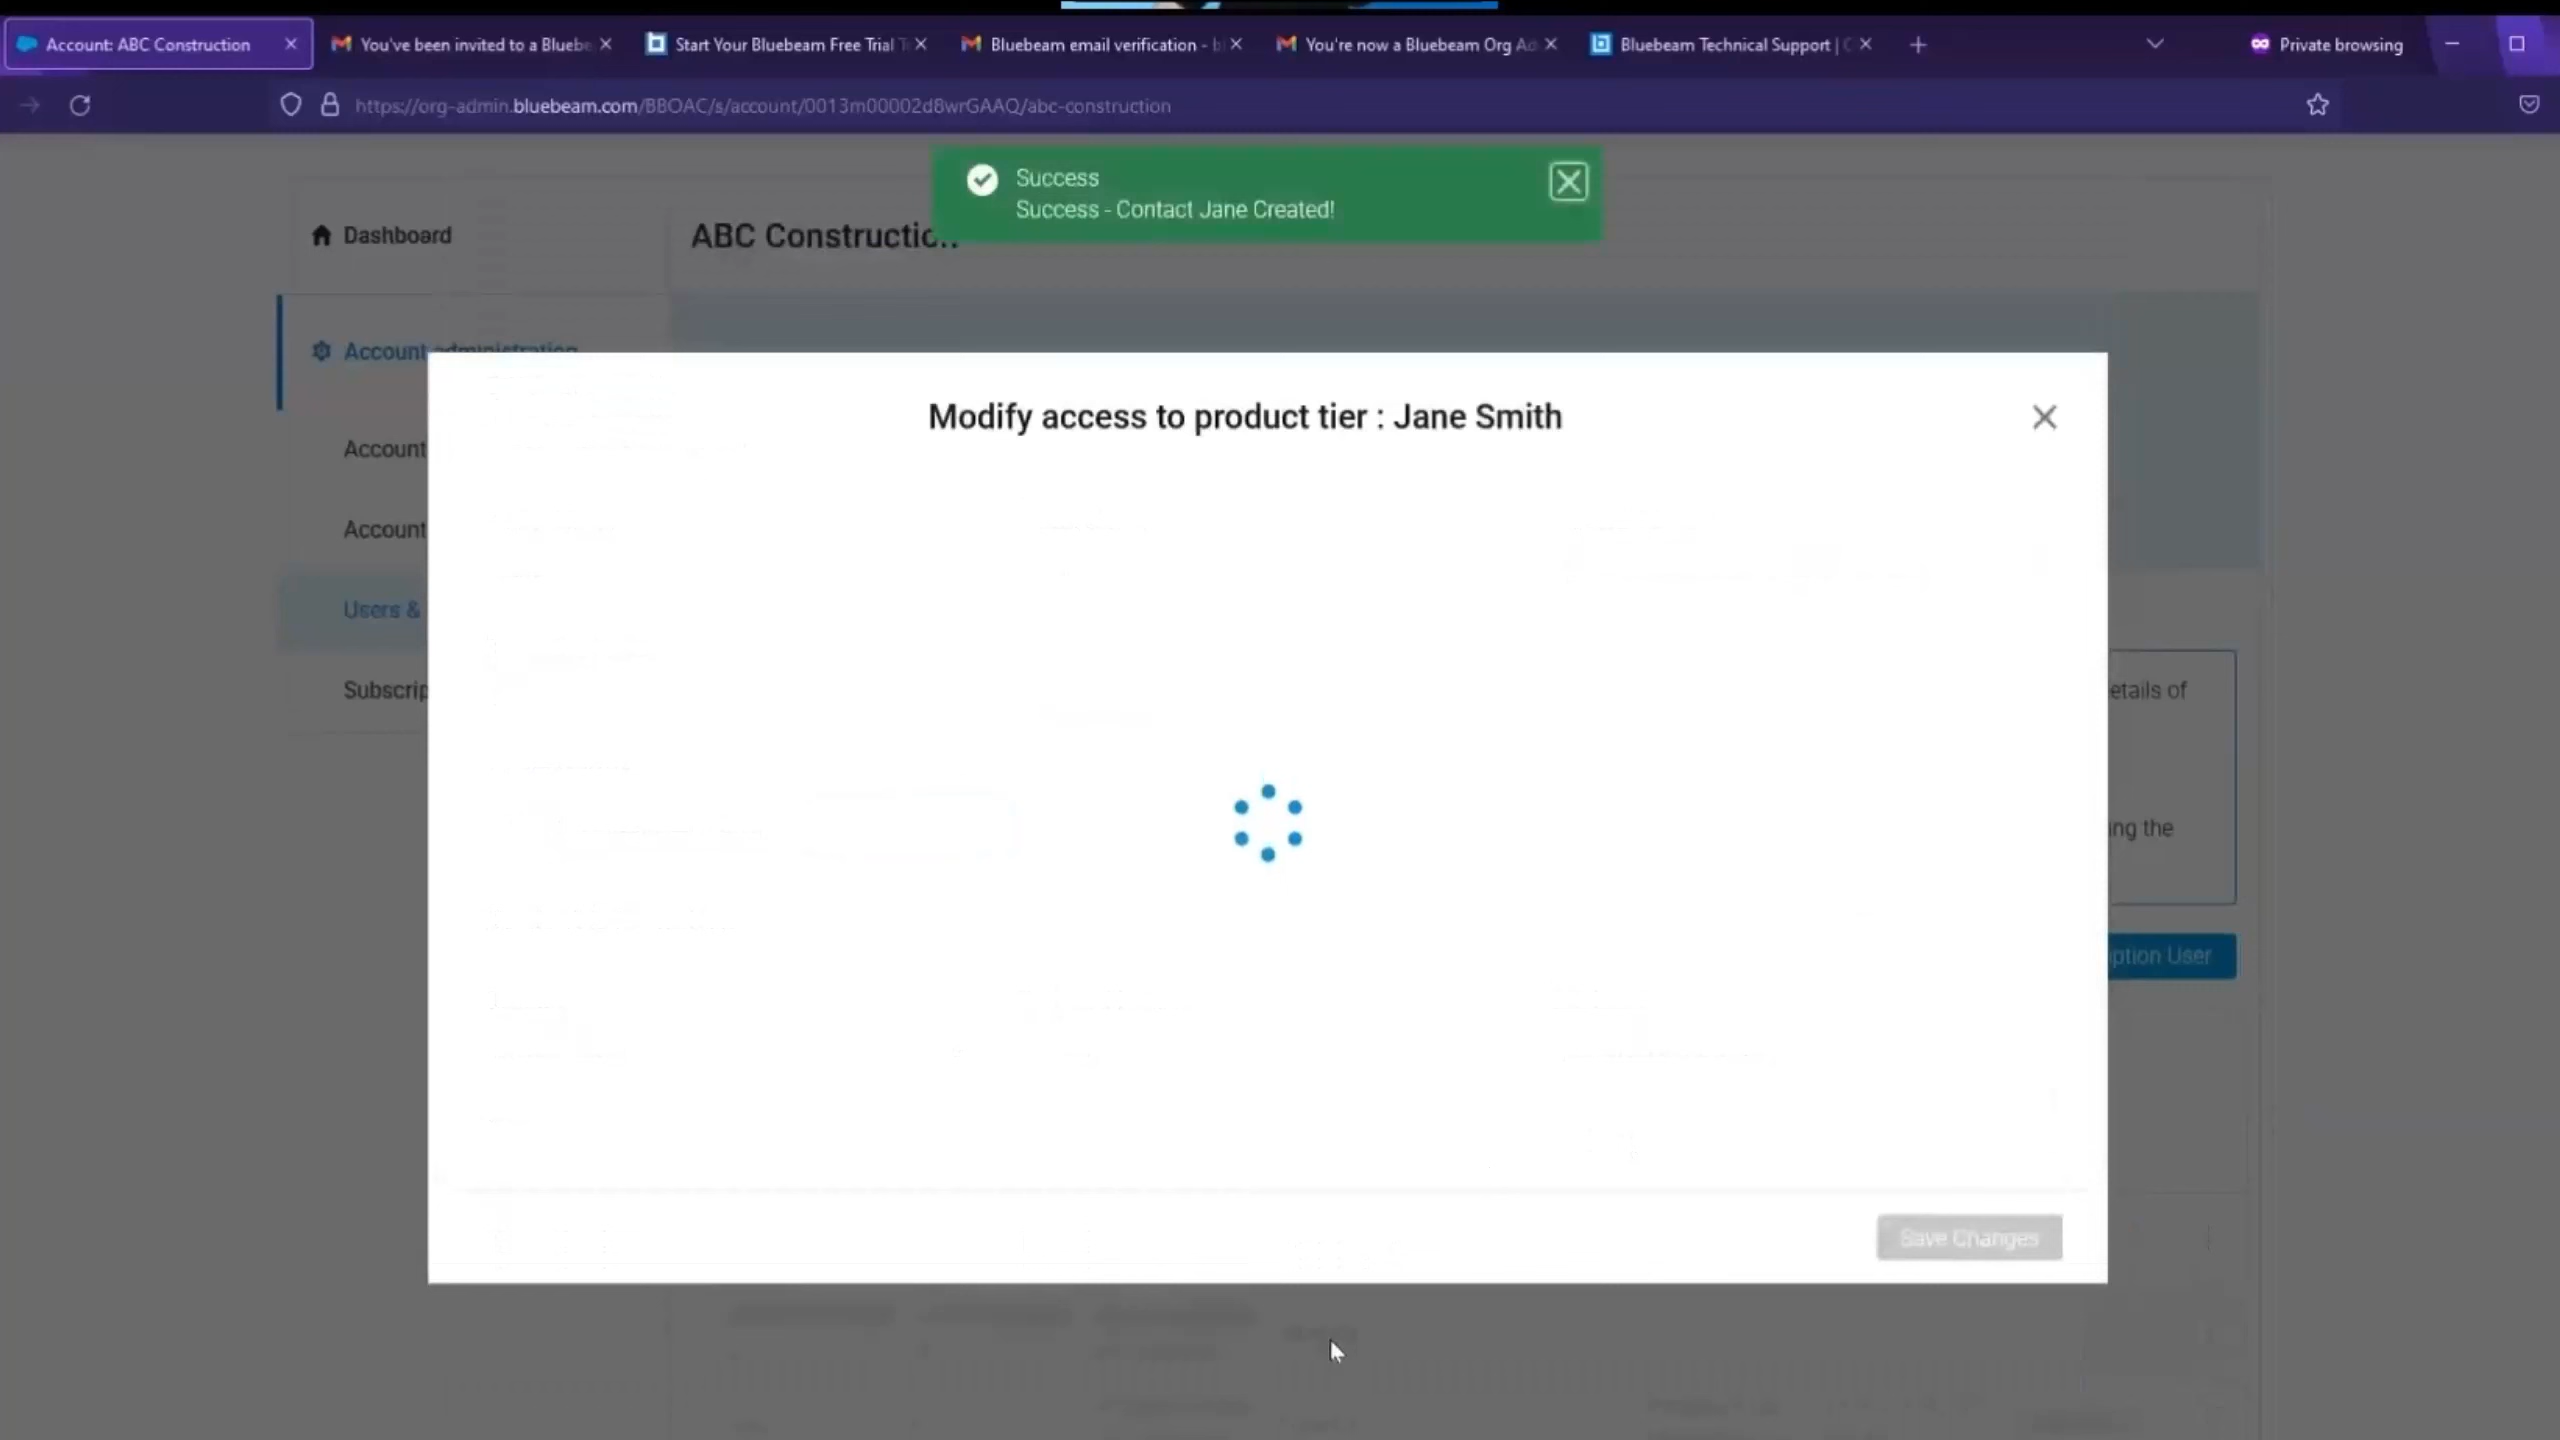 Account: ABC Construction
You've been invited to a Bluebe
Start Your Bluebeam Free Trial T
Bluebeam email verification - b
You're now a Bluebeam Org Ad
Bluebeam Technical Support | C
Private browsing
https://org-admin.bluebeam.com/BBOAC/s/account/0013m00002d8wrGAAQ/abc-construction
Success
Success - Contact Jane Created!
Dashboard
ABC Construction
Account administration
Modify access to product tier : Jane Smith
Account
Account
Users &
Subscrip
etails of
ing the
iption User
Save Changes